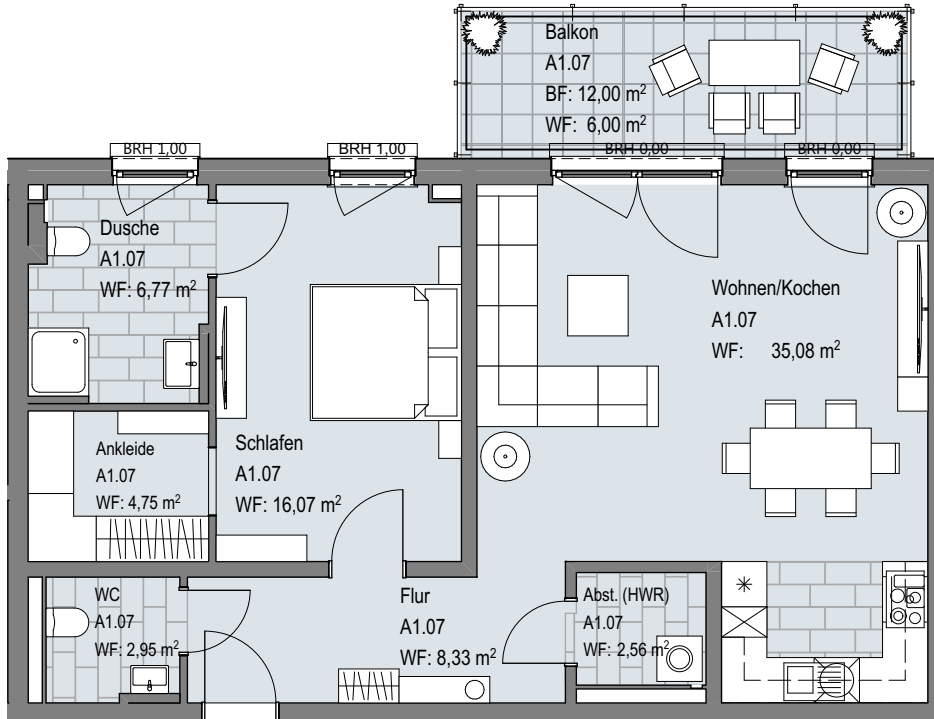 Balkon
A1.07
BF: 12,00 m²
WF: 6,00 m²
BRH 1,00
BRH 1,00
BRH 0,00
BRH 0,00
Dusche
A1.07
WF: 6,77 m²
Wohnen/Kochen
A1.07
WF: 35,08 m²
Ankleide
A1.07
WF: 4,75 m²
Schlafen
A1.07
WF: 16,07 m²
WC
A1.07
WF: 2,95 m²
Flur
A1.07
WF: 8,33 m²
Abst. (HWR)
A1.07
WF: 2,56 m²